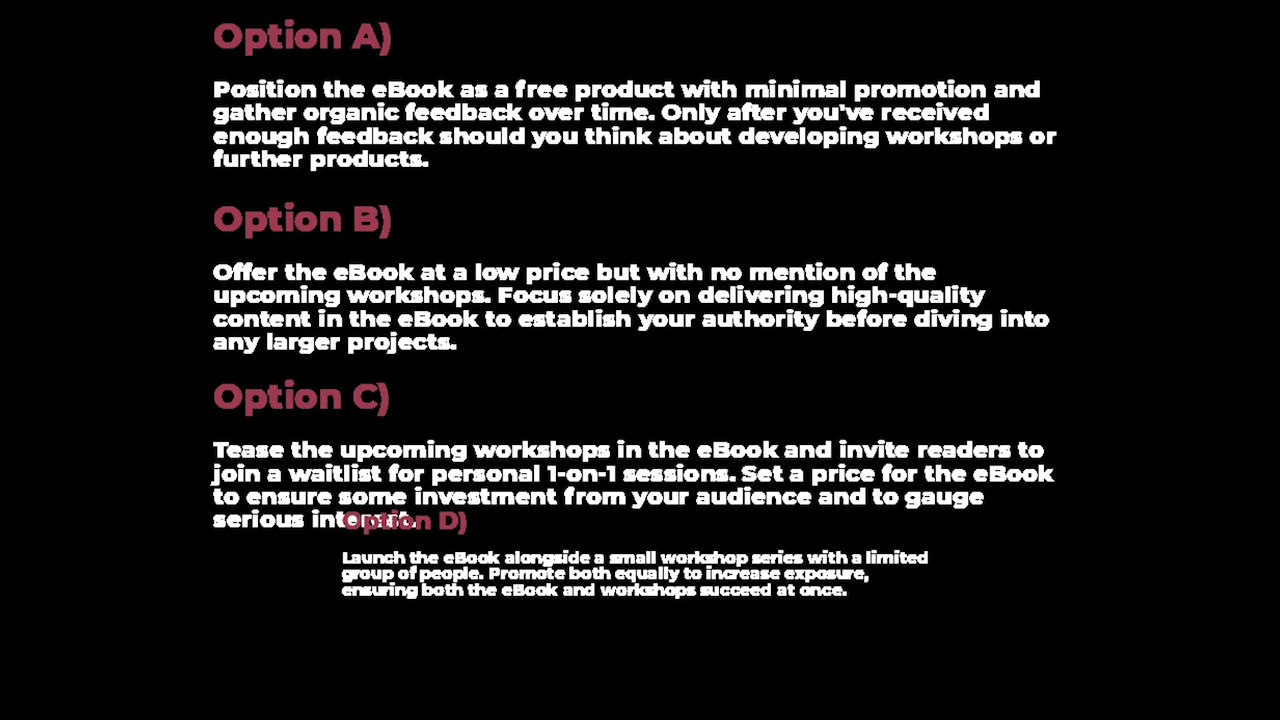 Option A)
Position the eBook as a free product with minimal promotion and
gather organic feedback over time. Only after you've received
enough feedback should you think about developing workshops or
further products.
Option B)
Offer the eBook at a low price but with no mention of the
upcoming workshops. Focus solely on delivering high-quality
content in the eBook to establish your authority before diving into
any larger projects.
Option C)
Tease the upcoming workshops in the eBook and invite readers to
join a waitlist for personal 1-on-1 sessions. Set a price for the eBook
to ensure some investment from your audience and to gauge
serious
Option D)
Launch the eBook alongside a small workshop series with a limited
group of people. Promote both equally to increase exposure,
ensuring both the eBook and workshops succeed at once.